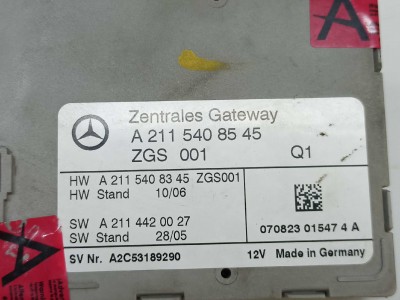 Zentrales Gateway
A 211 540 85 45
ZGS 001 Q1
HW A 211 540 83 45 ZGS001
HW Stand 10/06
SW A 211 442 00 27
SW Stand 28/05
070823 01547 4 A
SV Nr. A2C53189290 12V Made in Germany
A
A